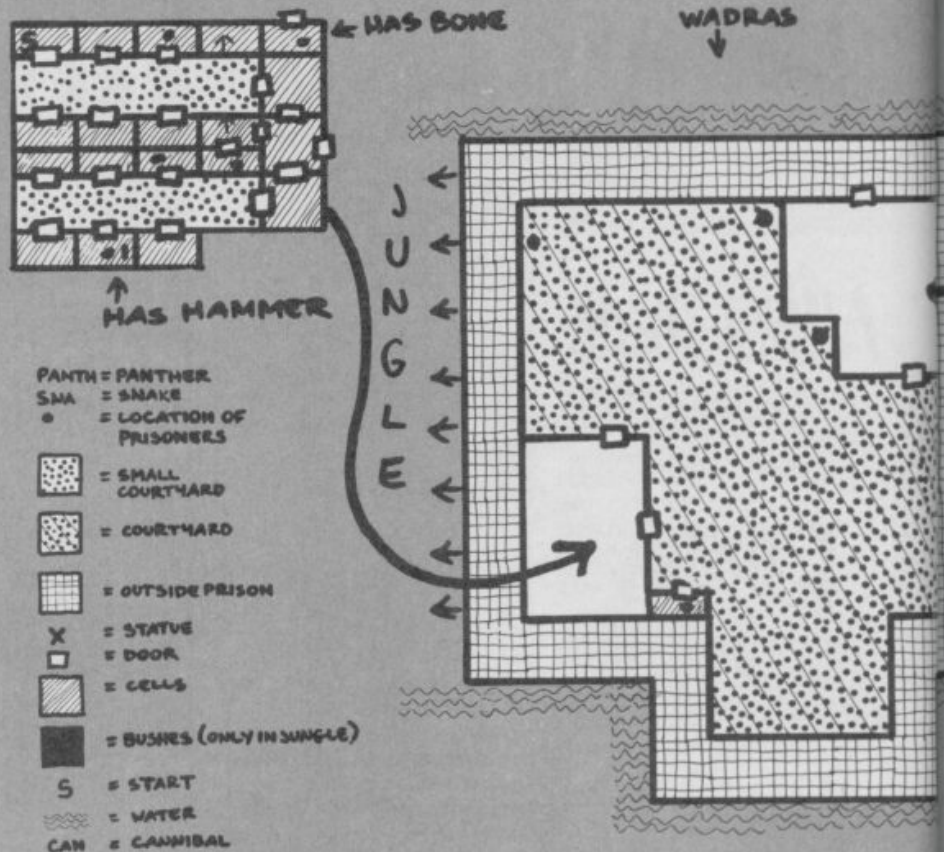 HAS BONE
WADRAS
S
HAS HAMMER
JUNGLE
PANTH = PANTHER
SNA = SNAKE
= LOCATION OF
PRISONERS
= SMALL
COURTYARD
= COURTYARD
= OUTSIDE PRISON
X = STATUE
= DOOR
= CELLS
= BUSHES (ONLY IN JUNGLE)
S = START
= WATER
CAN = CANNIBAL